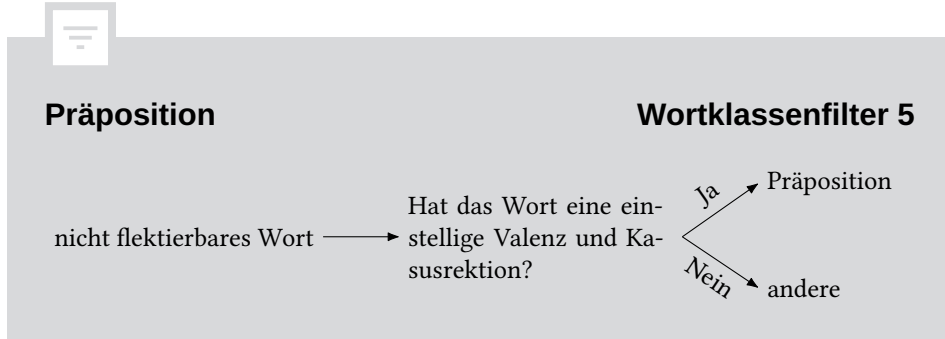 Präposition
Wortklassenfilter 5
nicht flektierbares Wort
Hat das Wort eine ein-
stellige Valenz und Ka-
susrektion?
Ja
Präposition
Nein
andere